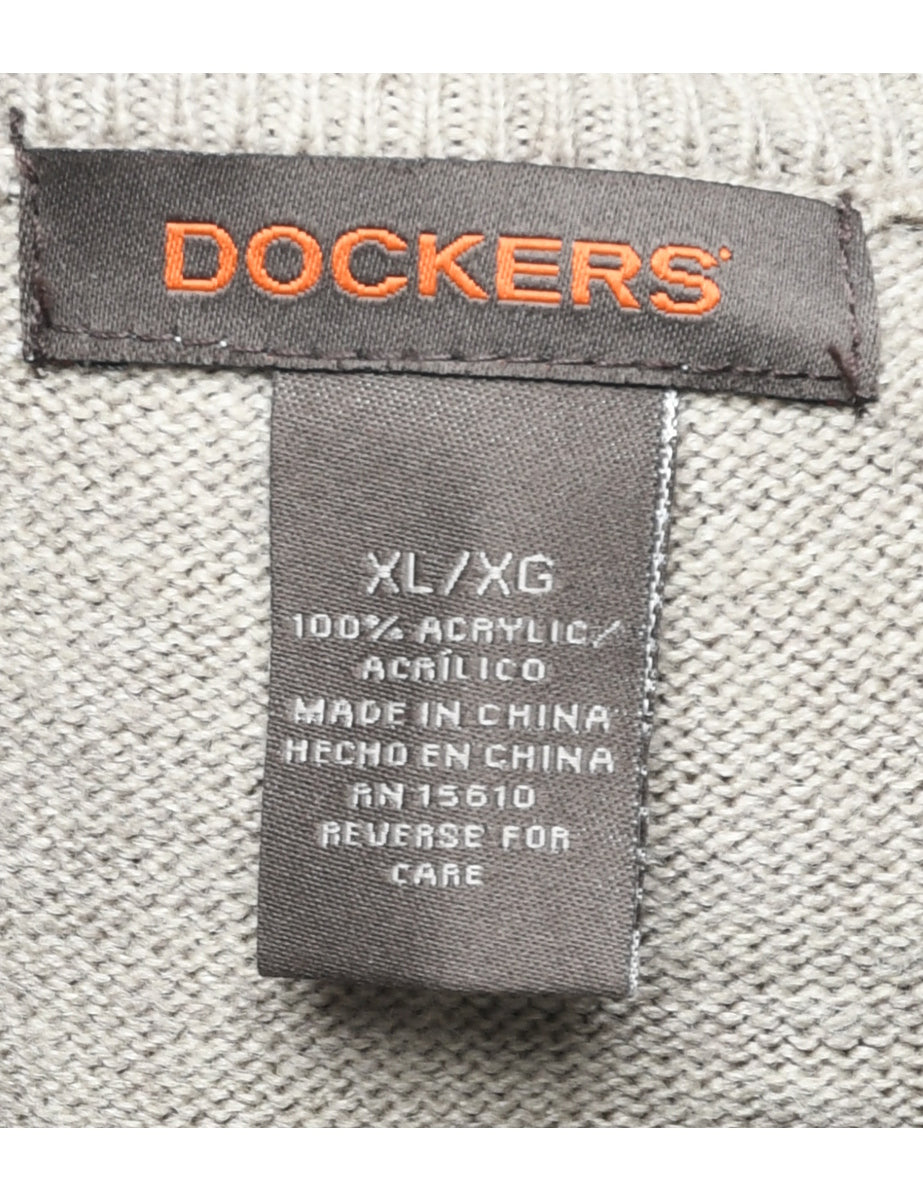 DOCKERS
XL/XG
100% ACRYLIC/
ACRÍLICO
MADE IN CHINA
HECHO EN CHINA
RN 15610
REVERSE FOR
CARE